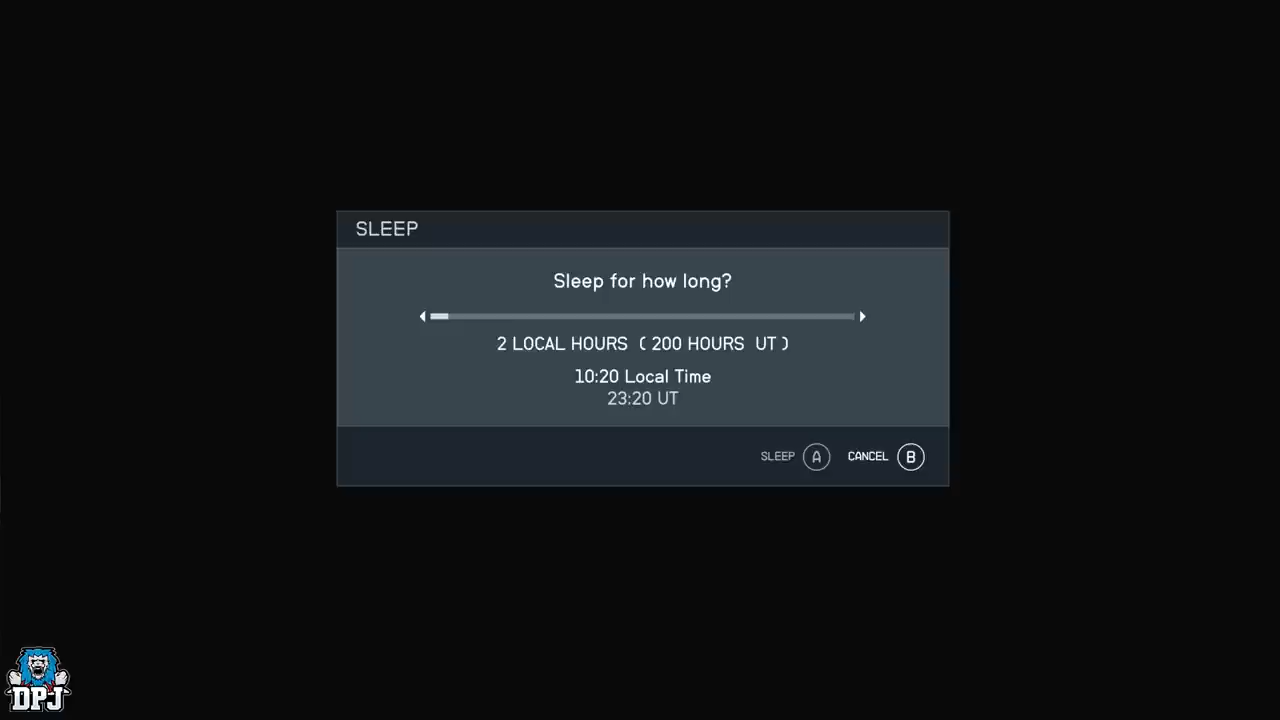 SLEEP
Sleep for how long?
2 LOCAL HOURS ( 200 HOURS UT )
10:20 Local Time
23:20 UT
SLEEP A CANCEL B
DPJ